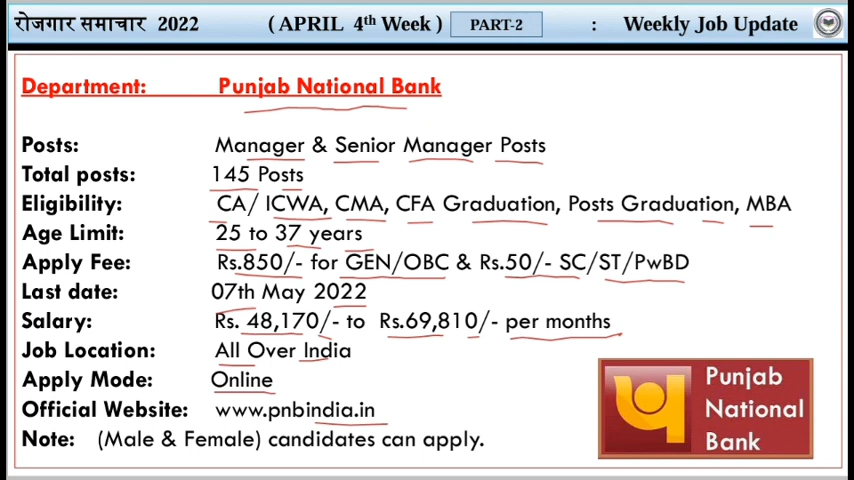 रोजगार समाचार 2022 ( APRIL 4th Week ) PART-2 : Weekly Job Update
Department: Punjab National Bank
Posts: Manager & Senior Manager Posts
Total posts: 145 Posts
Eligibility: CA/ ICWA, CMA, CFA Graduation, Posts Graduation, MBA
Age Limit: 25 to 37 years
Apply Fee: Rs.850/- for GEN/OBC & Rs.50/- SC/ST/PwBD
Last date: 07th May 2022
Salary: Rs. 48,170/- to Rs.69,810/- per months
Job Location: All Over India
Apply Mode: Online
Official Website: www.pnbindia.in
Note: (Male & Female) candidates can apply.
Punjab
National
Bank